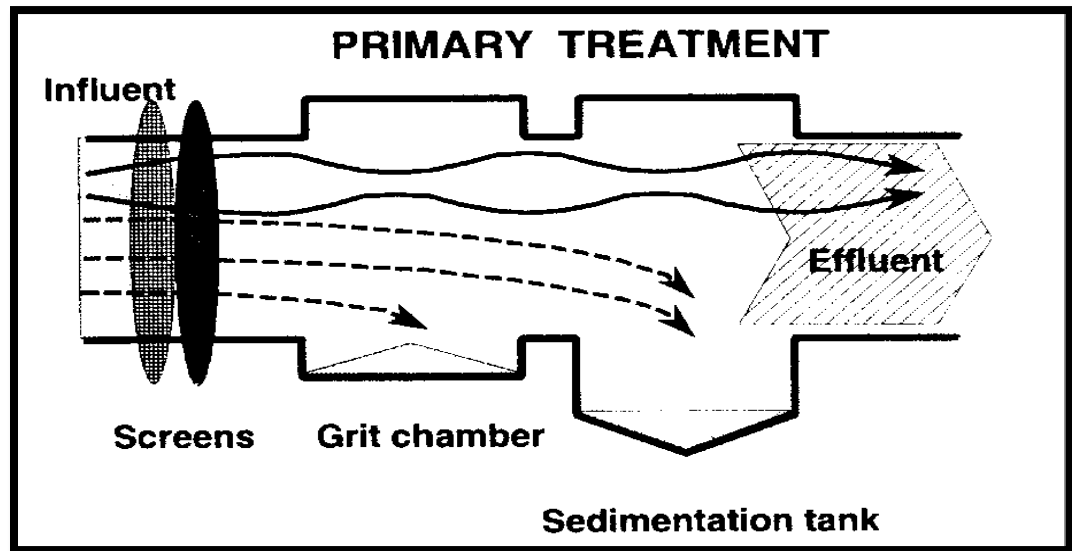 PRIMARY TREATMENT
Influent
Effluent
Screens
Grit chamber
Sedimentation tank